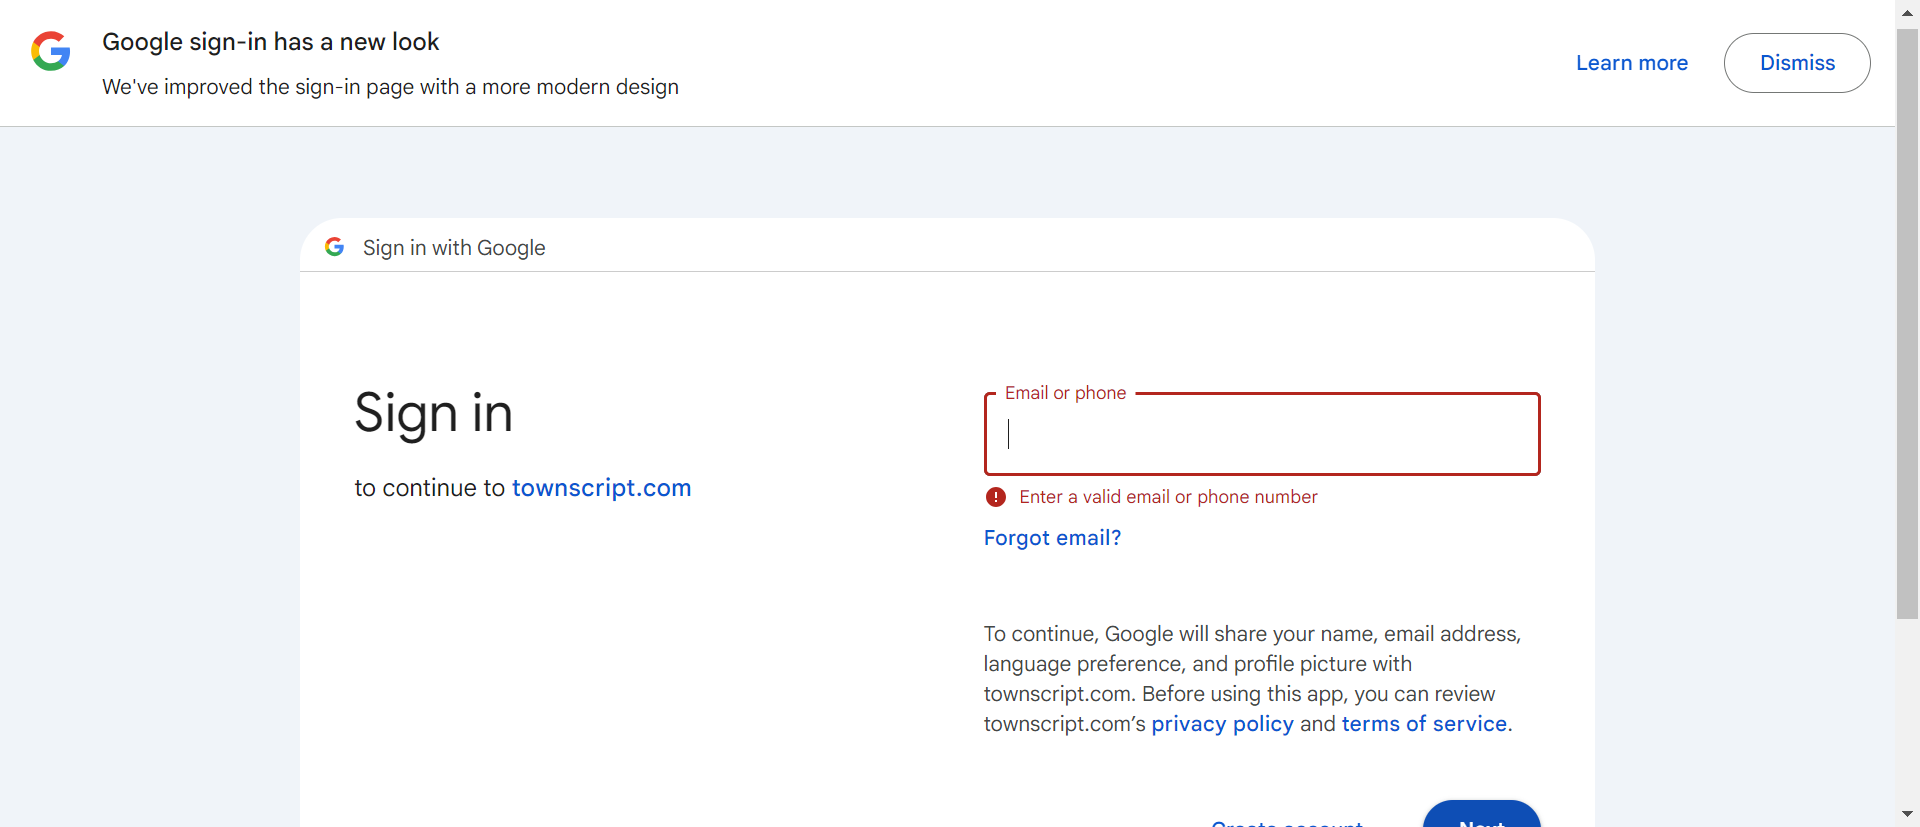 Google sign-in has a new look
We've improved the sign-in page with a more modern design
Learn more
Dismiss
Sign in with Google
Sign in
to continue to townscript.com
Email or phone
Enter a valid email or phone number
Forgot email?
To continue, Google will share your name, email address,
language preference, and profile picture with
townscript.com. Before using this app, you can review
townscript.com’s privacy policy and terms of service.
Create account
Next